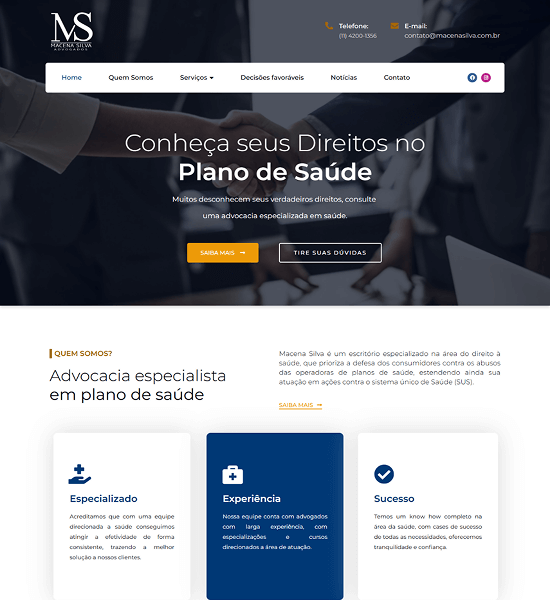 MS
MACENA SILVA
ADVOGADOS
Telefone:
(11) 4200-1356
E-mail:
contato@macenasilva.com.br
Home Quem Somos Serviços Decisões favoráveis Notícias Contato
Conheça seus Direitos no
Plano de Saúde
Muitos desconhecem seus verdadeiros direitos, consulte
uma advocacia especializada em saúde.
SAIBA MAIS
TIRE SUAS DÚVIDAS
QUEM SOMOS?
Advocacia especialista
em plano de saúde
Macena Silva é um escritório especializado na área do direito à
saúde, que prioriza a defesa dos consumidores contra os abusos
das operadoras de planos de saúde, estendendo ainda sua
atuação em ações contra o sistema único de Saúde (SUS).
SAIBA MAIS
Especializado
Acreditamos que com uma equipe
direcionada a saúde conseguimos
atingir a efetividade de forma
consistente, trazendo a melhor
solução a nossos clientes.
Experiência
Nossa equipe conta com advogados
com larga experiência, com
especializações e cursos
direcionados a área de atuação.
Sucesso
Temos um know how completo na
área da saúde, com cases de sucesso
de todas as necessidades, oferecemos
tranquilidade e confiança.